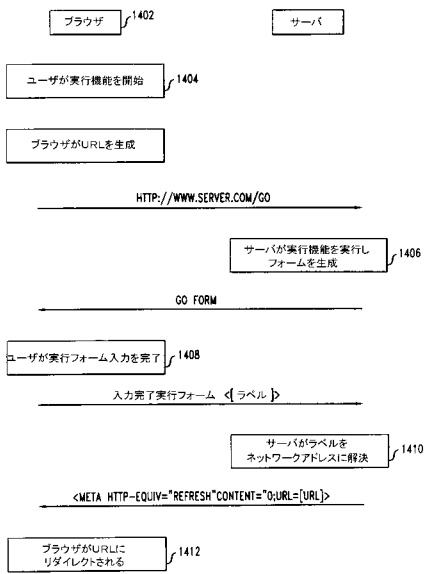 ブラウザ
1402
サーバ
ユーザが実行機能を開始
1404
ブラウザがURLを生成
HTTP://WWW.SERVER.COM/GO
サーバが実行機能を実行し
フォームを生成
1406
GO FORM
ユーザが実行フォーム入力を完了
1408
入力完了実行フォーム <[ラベル]>
サーバがラベルを
ネットワークアドレスに解決
1410
<META HTTP-EQUIV="REFRESH"CONTENT="0;URL=[URL]>
ブラウザがURLに
リダイレクトされる
1412